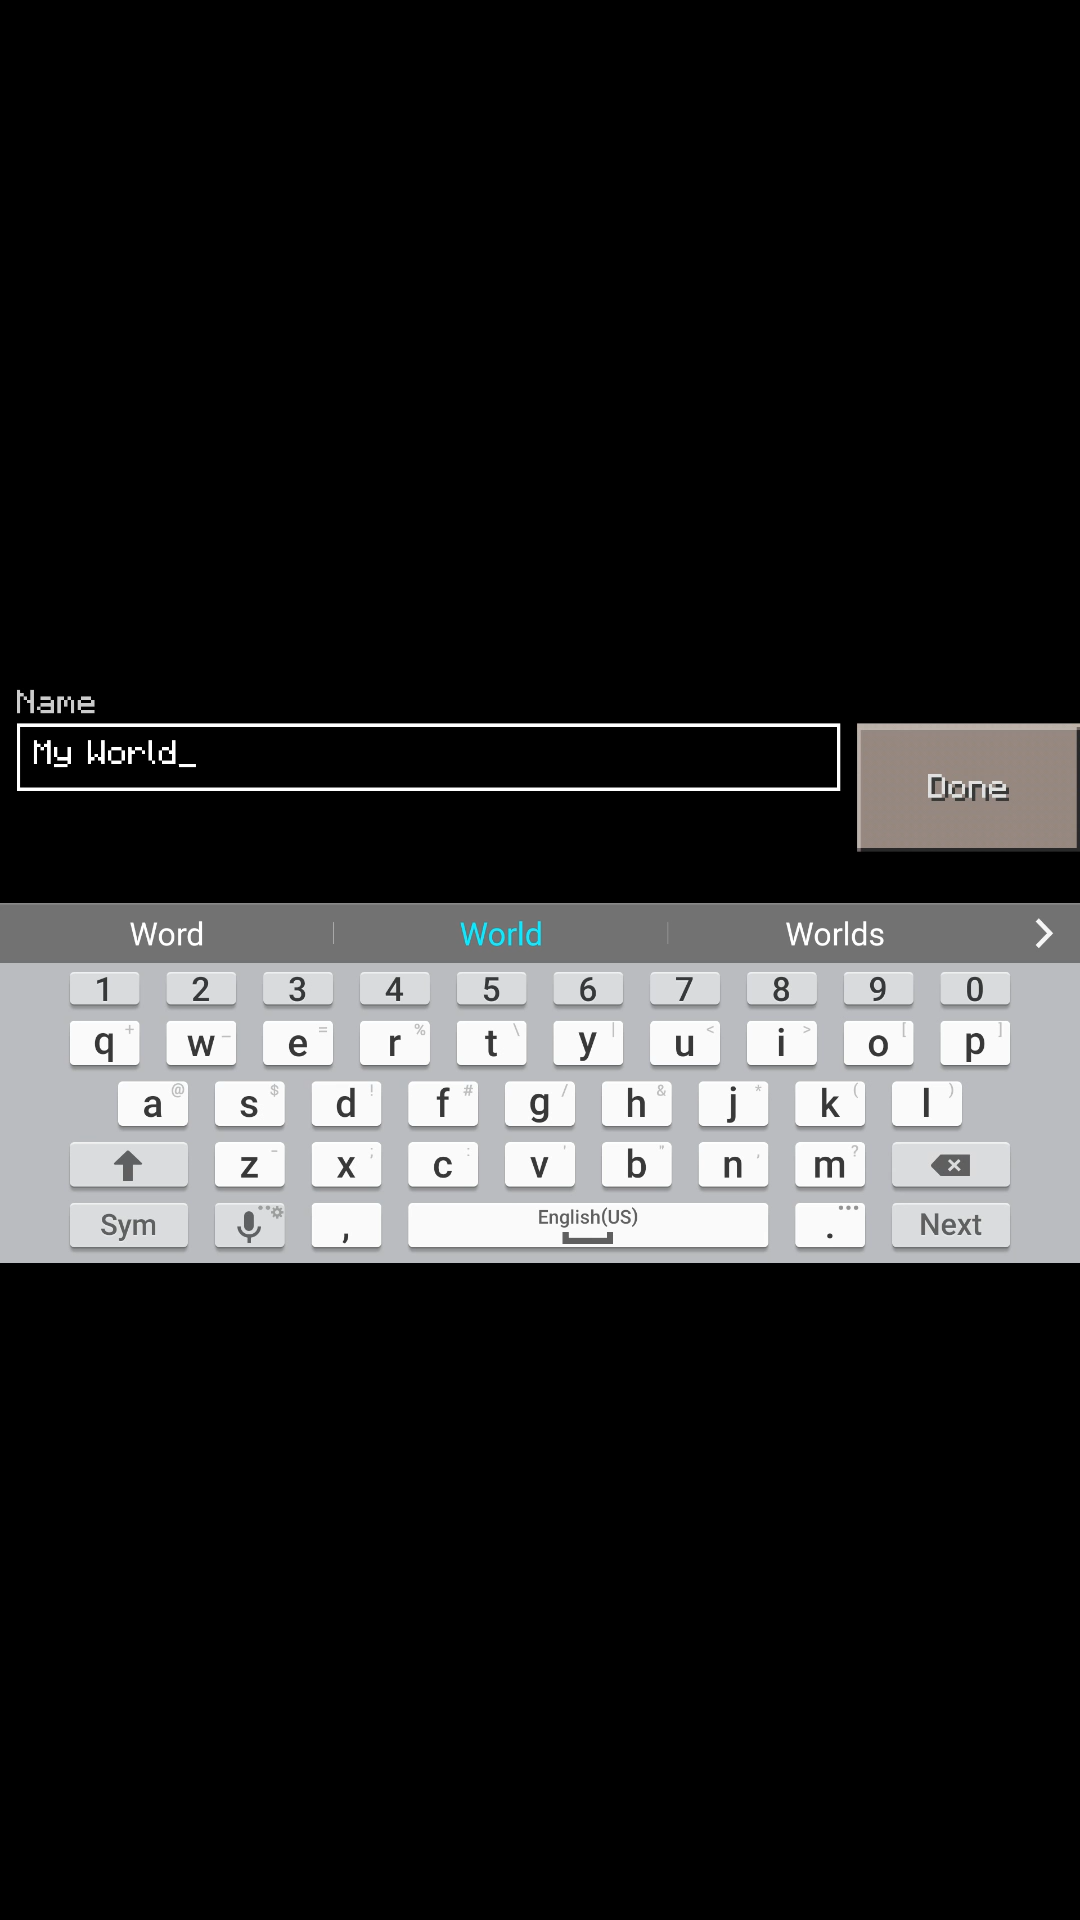 Name
My World_
Done
Word World Worlds
1 2 3 4 5 6 7 8 9 0
q + w _ e = r % t \ y | u < i > o [ p ]
a @ s $ d ! f # g / h & j * k ( l )
z - x ; c : v ' b " n , m ?
Sym , English(US) . Next